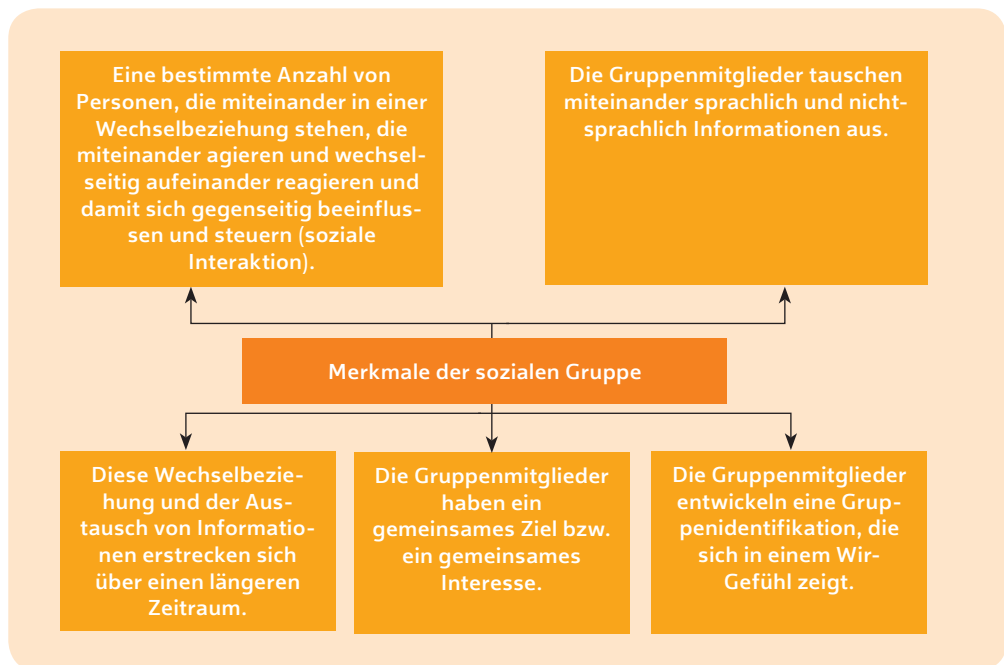 Eine bestimmte Anzahl von
Personen, die miteinander in einer
Wechselbeziehung stehen, die
miteinander agieren und wechsel-
seitig aufeinander reagieren und
damit sich gegenseitig beeinflus-
sen und steuern (soziale
Interaktion).
Die Gruppenmitglieder tauschen
miteinander sprachlich und nicht-
sprachlich Informationen aus.
Merkmale der sozialen Gruppe
Diese Wechselbezie-
hung und der Aus-
tausch von Informatio-
nen erstrecken sich
über einen längeren
Zeitraum.
Die Gruppenmitglieder
haben ein
gemeinsames Ziel bzw.
ein gemeinsames
Interesse.
Die Gruppenmitglieder
entwickeln eine Grup-
penidentifikation, die
sich in einem Wir-
Gefühl zeigt.